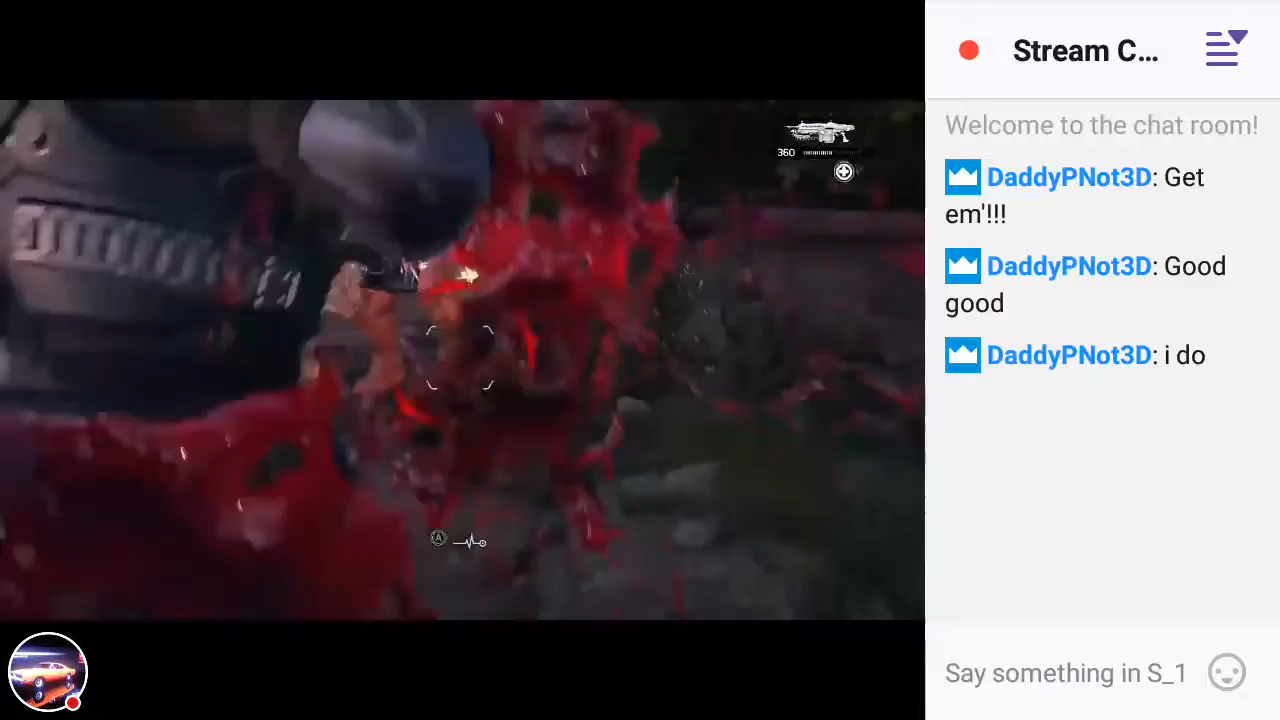 360
A
Stream C...
Welcome to the chat room!
DaddyPNot3D: Get
em'!!!
DaddyPNot3D: Good
good
DaddyPNot3D: i do
Say something in S_1